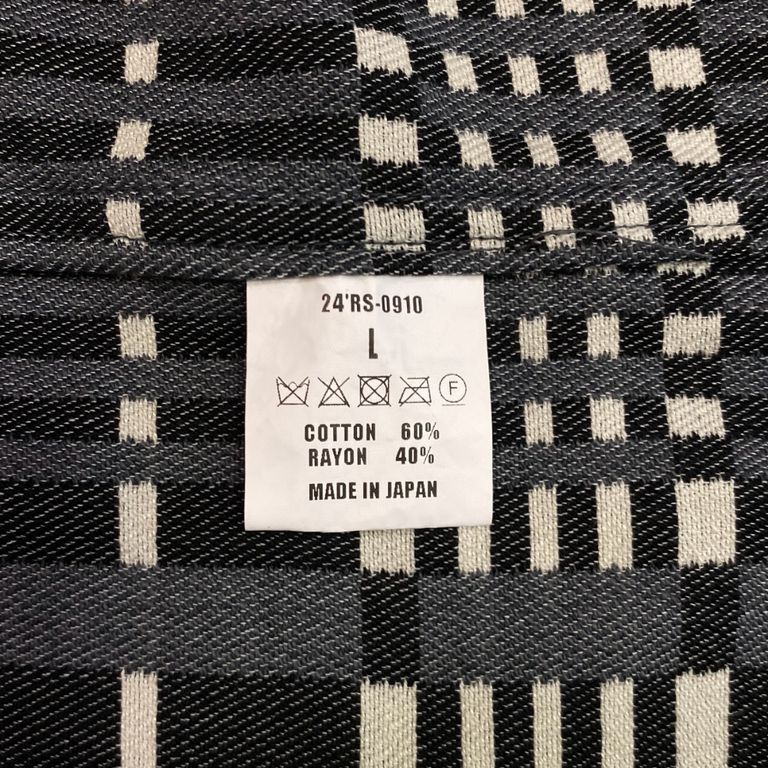 24'RS-0910
L
F
COTTON 60%
RAYON 40%
MADE IN JAPAN